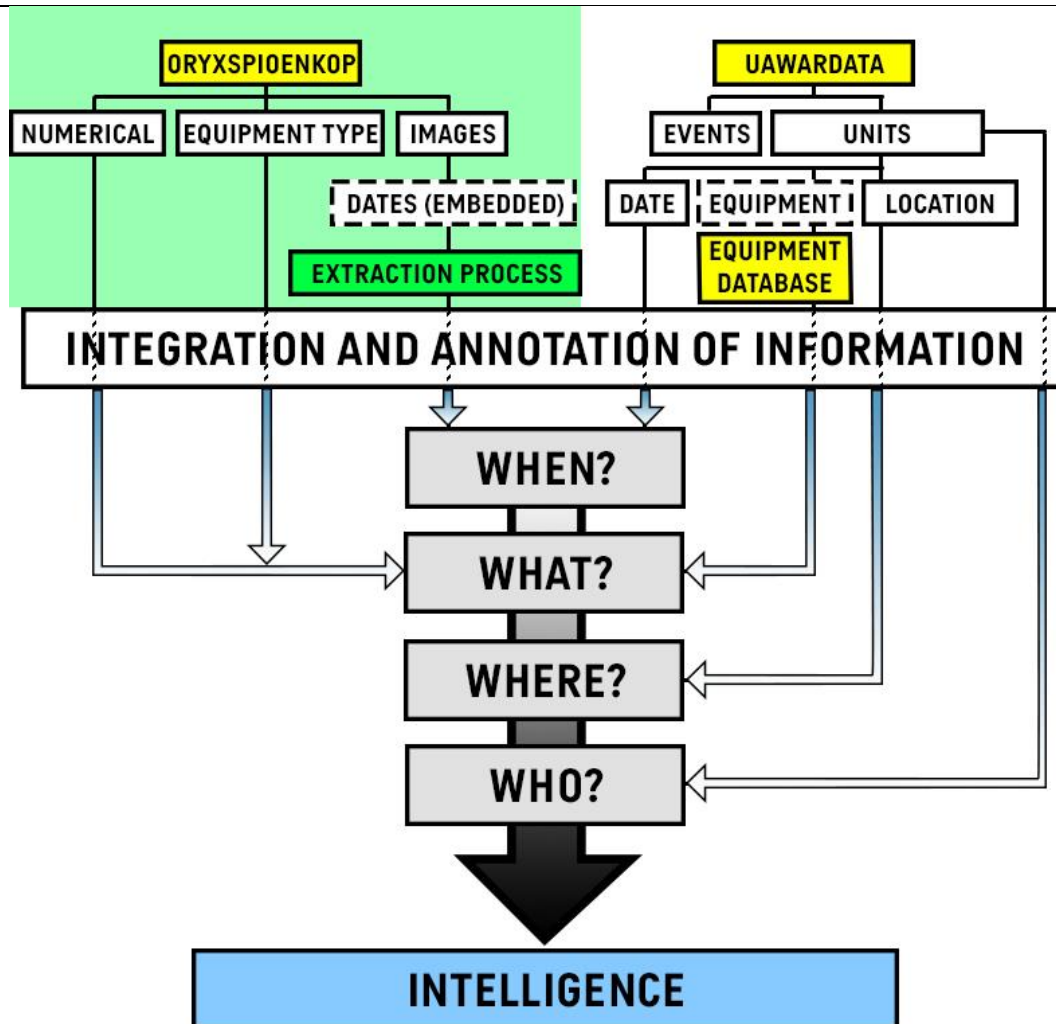 ORYXSPIOENKOP
UAWARDATA
NUMERICAL
EQUIPMENT TYPE
IMAGES
EVENTS
UNITS
DATES (EMBEDDED)
DATE
EQUIPMENT
LOCATION
EXTRACTION PROCESS
EQUIPMENT
DATABASE
INTEGRATION AND ANNOTATION OF INFORMATION
WHEN?
WHAT?
WHERE?
WHO?
INTELLIGENCE